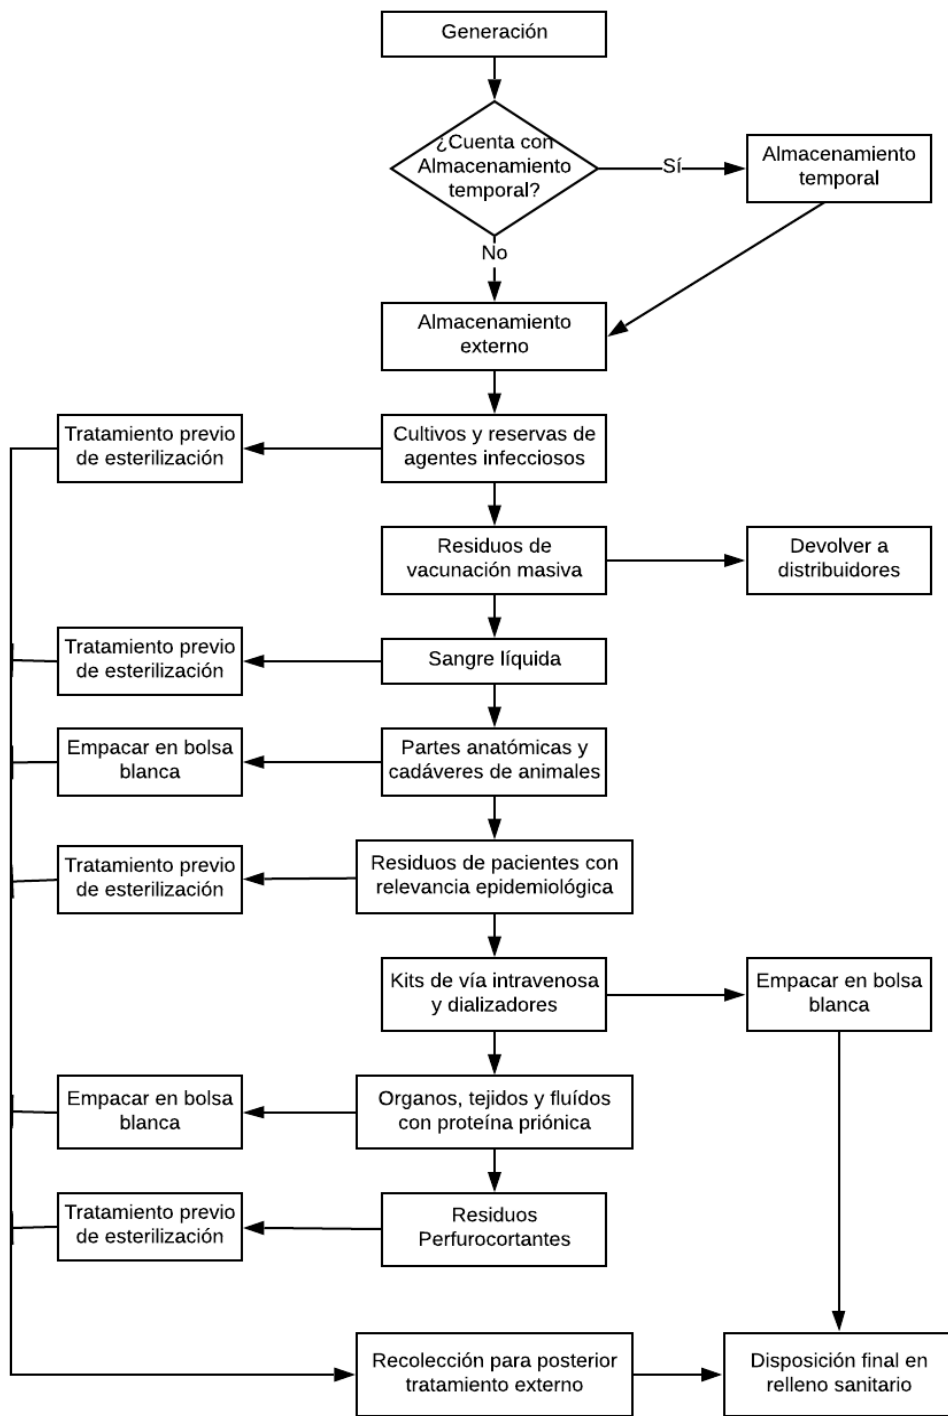 Generación
¿Cuenta con
Almacenamiento
temporal?
Sí
Almacenamiento
temporal
No
Almacenamiento
externo
Tratamiento previo
de esterilización
Cultivos y reservas de
agentes infecciosos
Residuos de
vacunación masiva
Devolver a
distribuidores
Tratamiento previo
de esterilización
Sangre líquida
Empacar en bolsa
blanca
Partes anatómicas y
cadáveres de animales
Tratamiento previo
de esterilización
Residuos de pacientes con
relevancia epidemiológica
Kits de vía intravenosa
y dializadores
Empacar en bolsa
blanca
Empacar en bolsa
blanca
Organos, tejidos y fluídos
con proteína priónica
Tratamiento previo
de esterilización
Residuos
Perfurocortantes
Recolección para posterior
tratamiento externo
Disposición final en
relleno sanitario